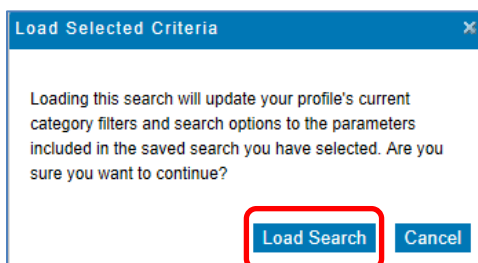 Load Selected Criteria
Loading this search will update your profile's current
category filters and search options to the parameters
included in the saved search you have selected. Are you
sure you want to continue?
Load Search Cancel